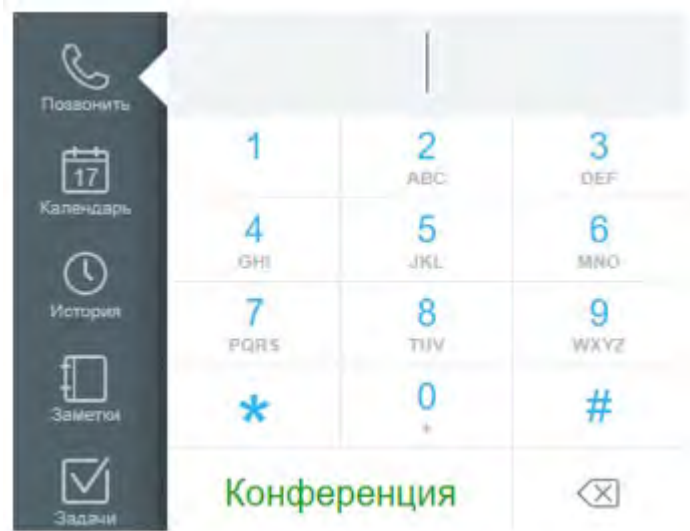 Позвонить
17
Календарь
История
Заметки
Задачи
1 2 3
ABC DEF
4 5 6
GHI JKL MNO
7 8 9
PQRS TUV WXYZ
* 0 #
+
Конференция